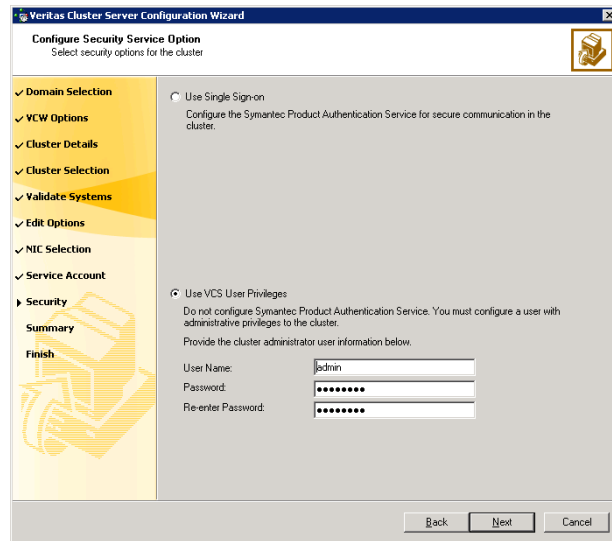 Veritas Cluster Server Configuration Wizard
Configure Security Service Option
Select security options for the cluster
Domain Selection
VCW Options
Cluster Details
Cluster Selection
Validate Systems
Edit Options
NIC Selection
Service Account
Security
Summary
Finish
Use Single Sign-on
Configure the Symantec Product Authentication Service for secure communication in the
cluster.
Use VCS User Privileges
Do not configure Symantec Product Authentication Service. You must configure a user with
administrative privileges to the cluster.
Provide the cluster administrator user information below.
User Name: admin
Password: ●●●●●●●●
Re-enter Password: ●●●●●●●●
Back Next Cancel